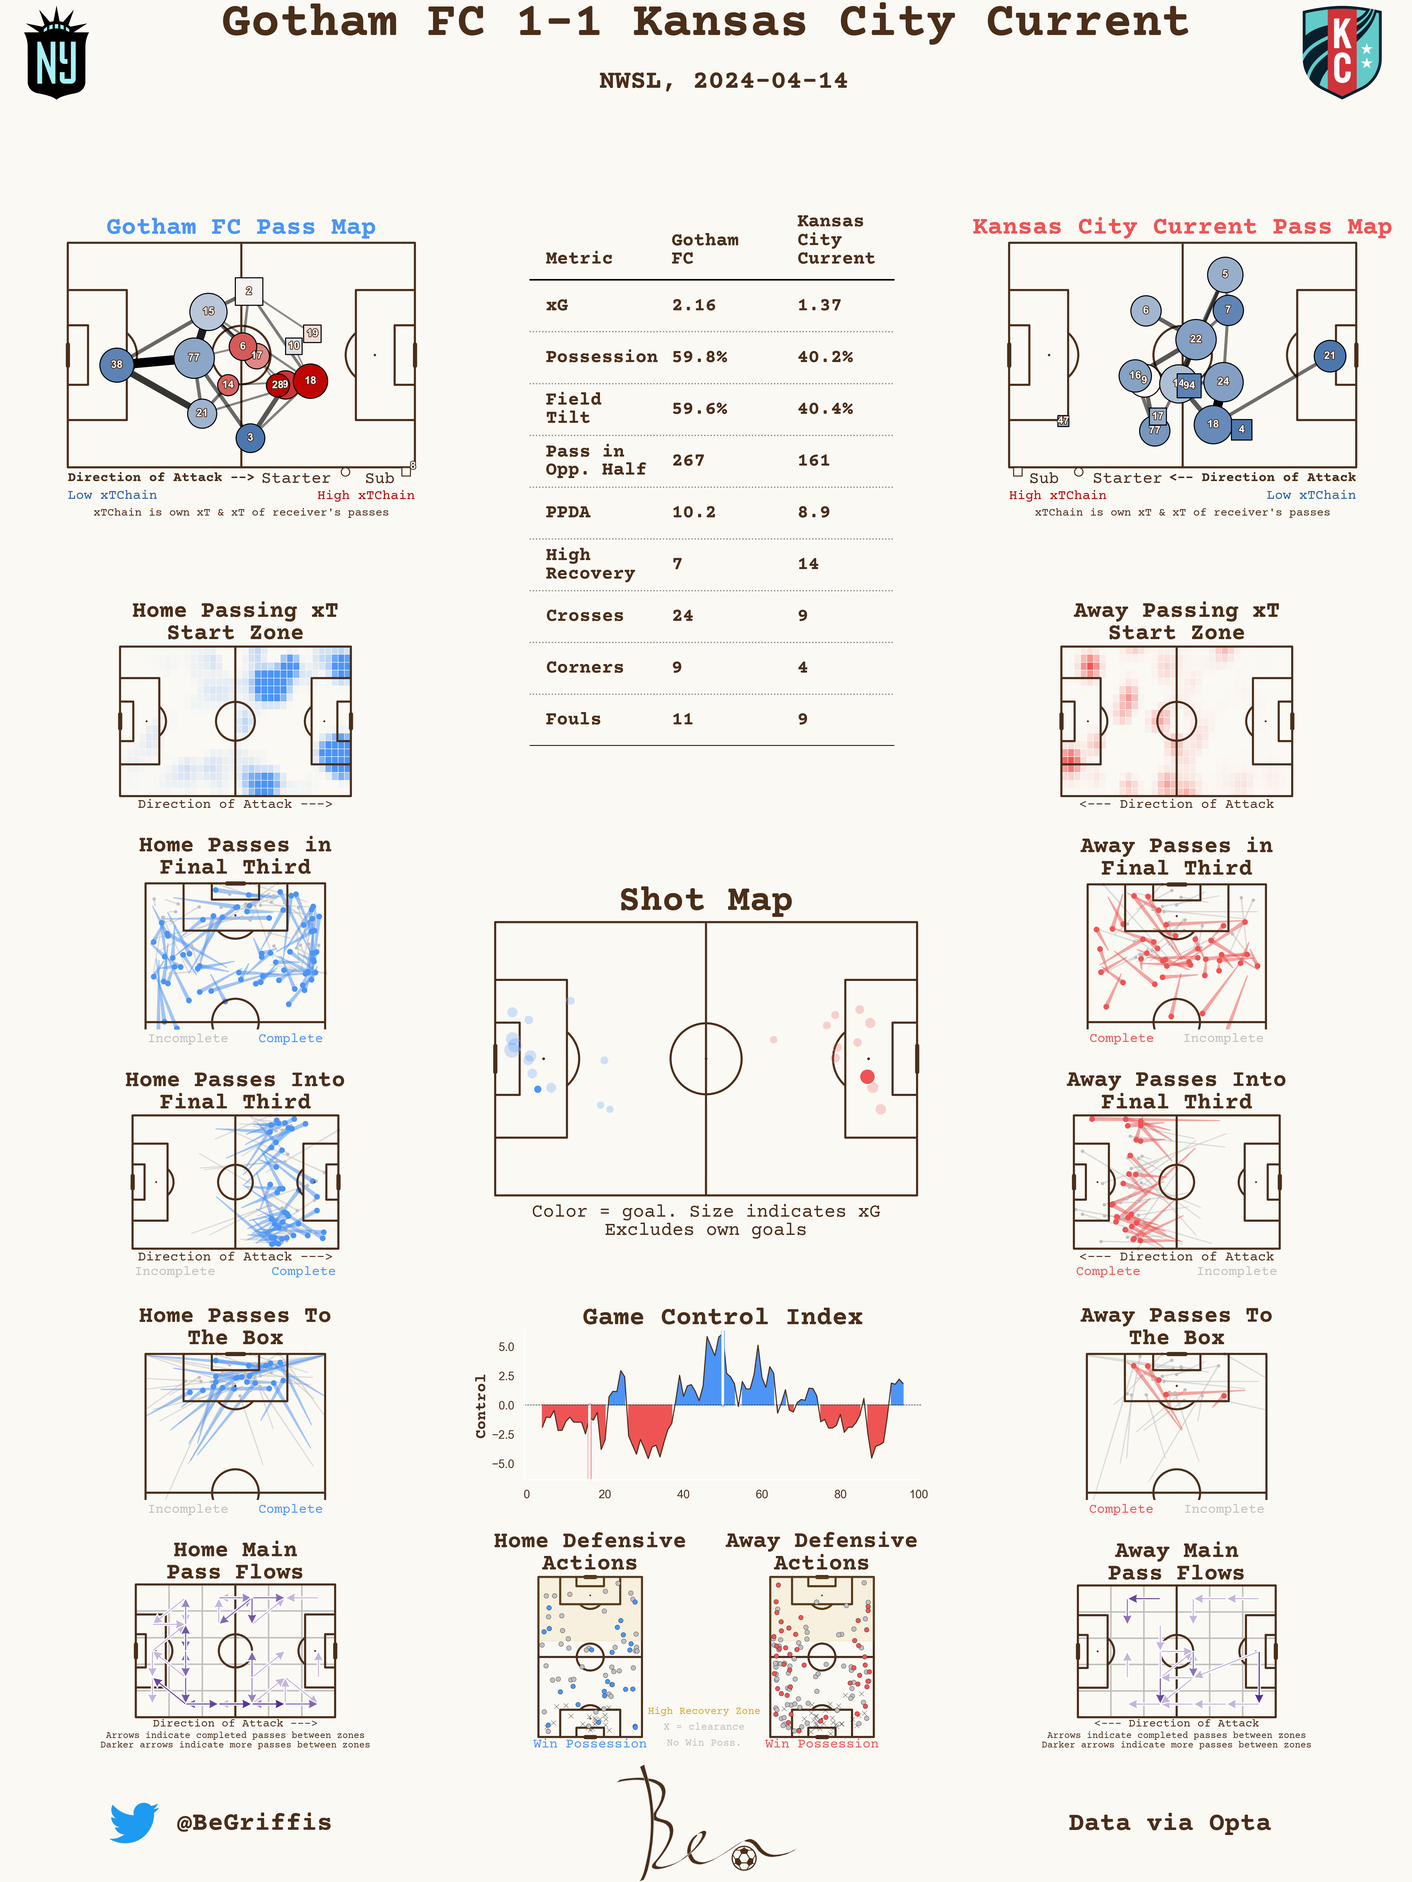 Gotham FC 1-1 Kansas City Current
NWSL, 2024-04-14
NY
KC
Gotham FC Pass Map
2
15
19
10
6
17
38
77
18
28
9
14
21
3
8
Direction of Attack --> Starter Sub
Low xTChain High xTChain
xTChain is own xT & xT of receiver's passes
Metric Gotham FC Kansas City Current
xG 2.16 1.37
Possession 59.8% 40.2%
Field Tilt 59.6% 40.4%
Pass in Opp. Half 267 161
PPDA 10.2 8.9
High Recovery 7 14
Crosses 24 9
Corners 9 4
Fouls 11 9
Kansas City Current Pass Map
5
6
7
22
21
16
9
14
94
24
17
47
77
18
4
Sub Starter <-- Direction of Attack
High xTChain Low xTChain
xTChain is own xT & xT of receiver's passes
Home Passing xT
Start Zone
Direction of Attack --->
Away Passing xT
Start Zone
<--- Direction of Attack
Home Passes in
Final Third
Incomplete Complete
Away Passes in
Final Third
Complete Incomplete
Shot Map
Color = goal. Size indicates xG
Excludes own goals
Home Passes Into
Final Third
Direction of Attack --->
Incomplete Complete
Away Passes Into
Final Third
<--- Direction of Attack
Complete Incomplete
Home Passes To
The Box
Incomplete Complete
Game Control Index
Control
5.0
2.5
0.0
−2.5
−5.0
0 20 40 60 80 100
Away Passes To
The Box
Complete Incomplete
Home Main
Pass Flows
Direction of Attack --->
Arrows indicate completed passes between zones
Darker arrows indicate more passes between zones
Home Defensive
Actions
Win Possession
High Recovery Zone
X = clearance
No Win Poss.
Away Defensive
Actions
Win Possession
Away Main
Pass Flows
<--- Direction of Attack
Arrows indicate completed passes between zones
Darker arrows indicate more passes between zones
@BeGriffis
Ben
Data via Opta